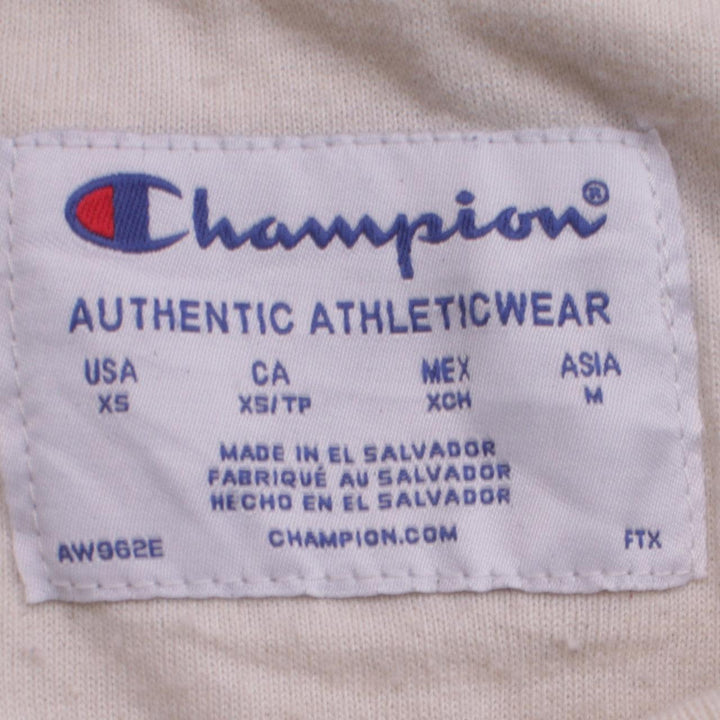 Champion®
AUTHENTIC ATHLETICWEAR
USA CA MEX ASIA
XS XS/TP XCH M
MADE IN EL SALVADOR
FABRIQUÉ AU SALVADOR
HECHO EN EL SALVADOR
AW962E CHAMPION.COM FTX